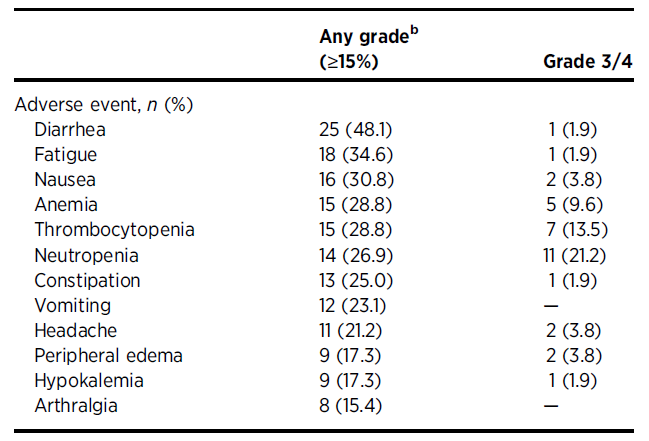 Any gradeᵇ
(≥15%) Grade 3/4
Adverse event, n (%)
Diarrhea 25 (48.1) 1 (1.9)
Fatigue 18 (34.6) 1 (1.9)
Nausea 16 (30.8) 2 (3.8)
Anemia 15 (28.8) 5 (9.6)
Thrombocytopenia 15 (28.8) 7 (13.5)
Neutropenia 14 (26.9) 11 (21.2)
Constipation 13 (25.0) 1 (1.9)
Vomiting 12 (23.1) —
Headache 11 (21.2) 2 (3.8)
Peripheral edema 9 (17.3) 2 (3.8)
Hypokalemia 9 (17.3) 1 (1.9)
Arthralgia 8 (15.4) —